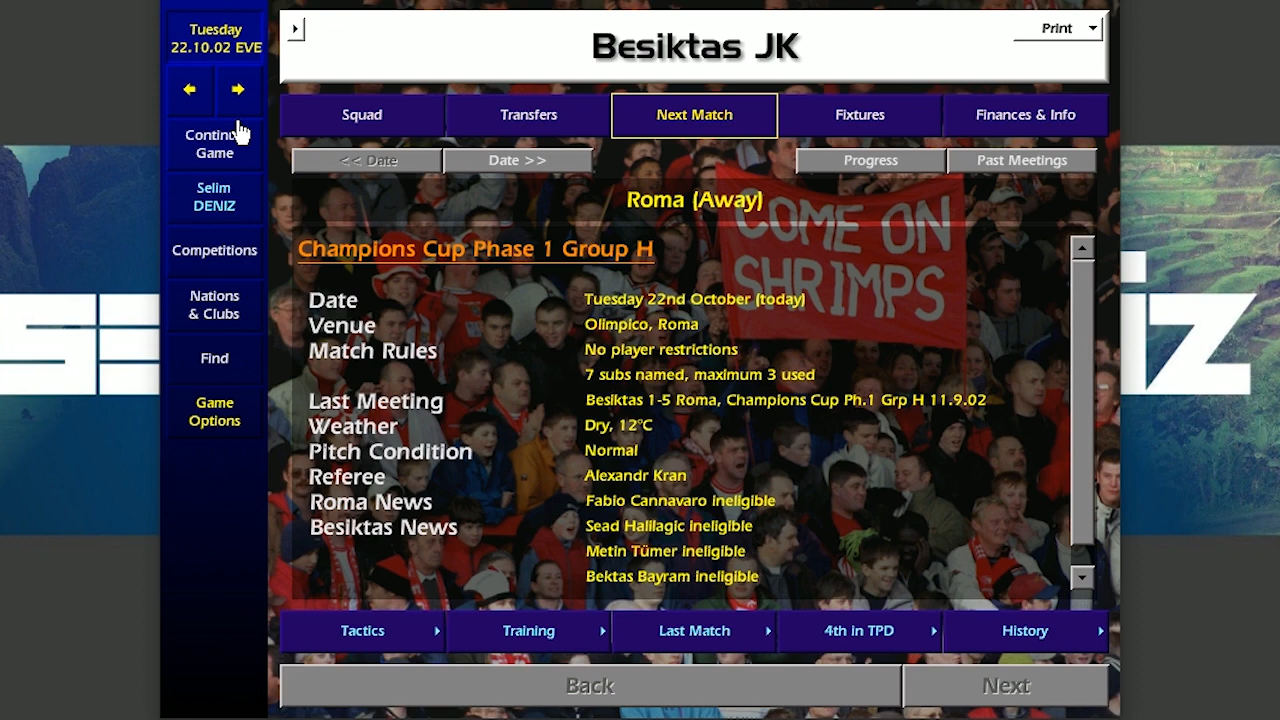 Tuesday
22.10.02 EVE
Continue
Game
Selim
DENIZ
Competitions
Nations
& Clubs
Find
Game
Options
Besiktas JK
Print
Squad
Transfers
Next Match
Fixtures
Finances & Info
<< Date
Date >>
Progress
Past Meetings
Roma (Away)
COME ON
SHRIMPS
Champions Cup Phase 1 Group H
Date
Tuesday 22nd October (today)
Venue
Olimpico, Roma
Match Rules
No player restrictions
7 subs named, maximum 3 used
Last Meeting
Besiktas 1-5 Roma, Champions Cup Ph.1 Grp H 11.9.02
Weather
Dry, 12°C
Pitch Condition
Normal
Referee
Alexandr Kran
Roma News
Fabio Cannavaro ineligible
Besiktas News
Sead Halilagic ineligible
Metin Tümer ineligible
Bektas Bayram ineligible
Tactics
Training
Last Match
4th in TPD
History
Back
Next